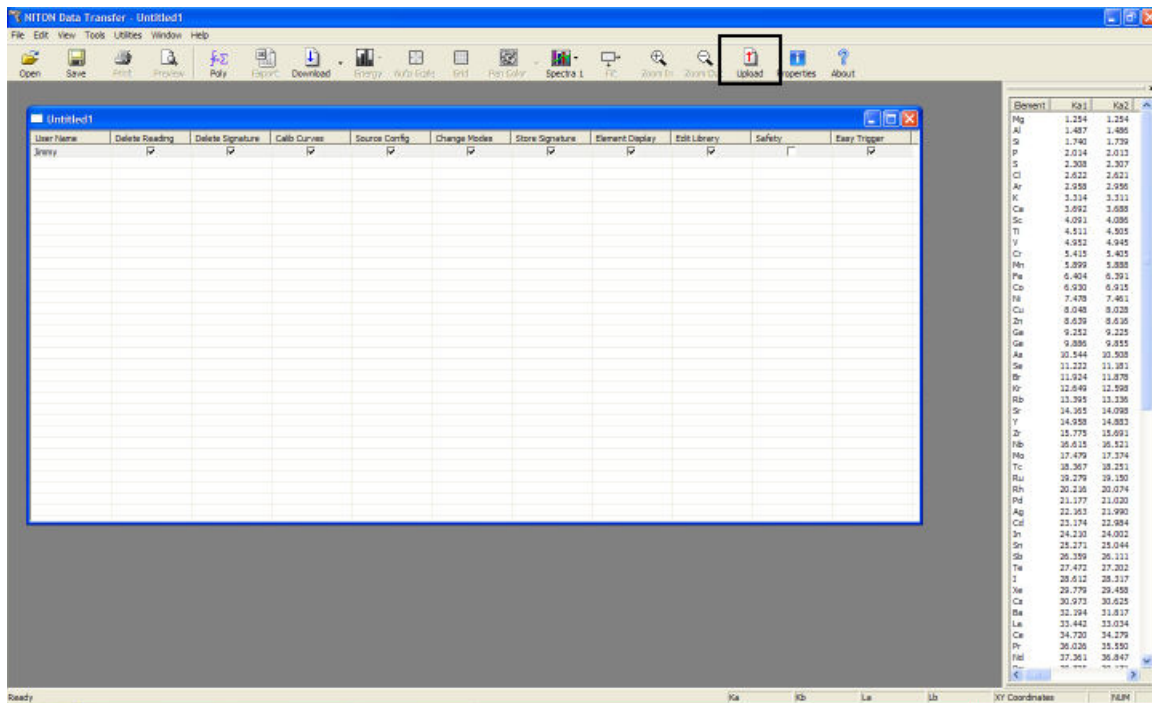 NITON Data Transfer - Untitled1
File Edit View Tools Utilities Window Help
Open Save Print Preview Poly Export Download Energy Auto Scale Grid Pen Color Spectra 1 Fit Zoom In Zoom Out Upload Properties About
Untitled1
User Name Delete Reading Delete Signature Calib Curves Source Config Change Modes Store Signature Element Display Edit Library Safety Easy Trigger
Jimmy
Element Ka1 Ka2
Mg 1.254 1.254
Al 1.487 1.486
Si 1.740 1.739
P 2.014 2.013
S 2.308 2.307
Cl 2.622 2.621
Ar 2.958 2.956
K 3.314 3.311
Ca 3.692 3.688
Sc 4.091 4.086
Ti 4.511 4.505
V 4.952 4.945
Cr 5.415 5.405
Mn 5.899 5.888
Fe 6.404 6.391
Co 6.930 6.915
Ni 7.478 7.461
Cu 8.048 8.028
Zn 8.639 8.616
Ga 9.252 9.225
Ge 9.886 9.855
As 10.544 10.508
Se 11.222 11.181
Br 11.924 11.878
Kr 12.649 12.598
Rb 13.395 13.336
Sr 14.165 14.098
Y 14.958 14.883
Zr 15.775 15.691
Nb 16.615 16.521
Mo 17.479 17.374
Tc 18.367 18.251
Ru 19.279 19.150
Rh 20.216 20.074
Pd 21.177 21.020
Ag 22.163 21.990
Cd 23.174 22.984
In 24.210 24.002
Sn 25.271 25.044
Sb 26.359 26.111
Te 27.472 27.202
I 28.612 28.317
Xe 29.779 29.458
Cs 30.973 30.625
Ba 32.194 31.817
La 33.442 33.034
Ce 34.720 34.279
Pr 36.026 35.550
Nd 37.361 36.847
Ready Ka Kb La Lb XY Coordinates NUM